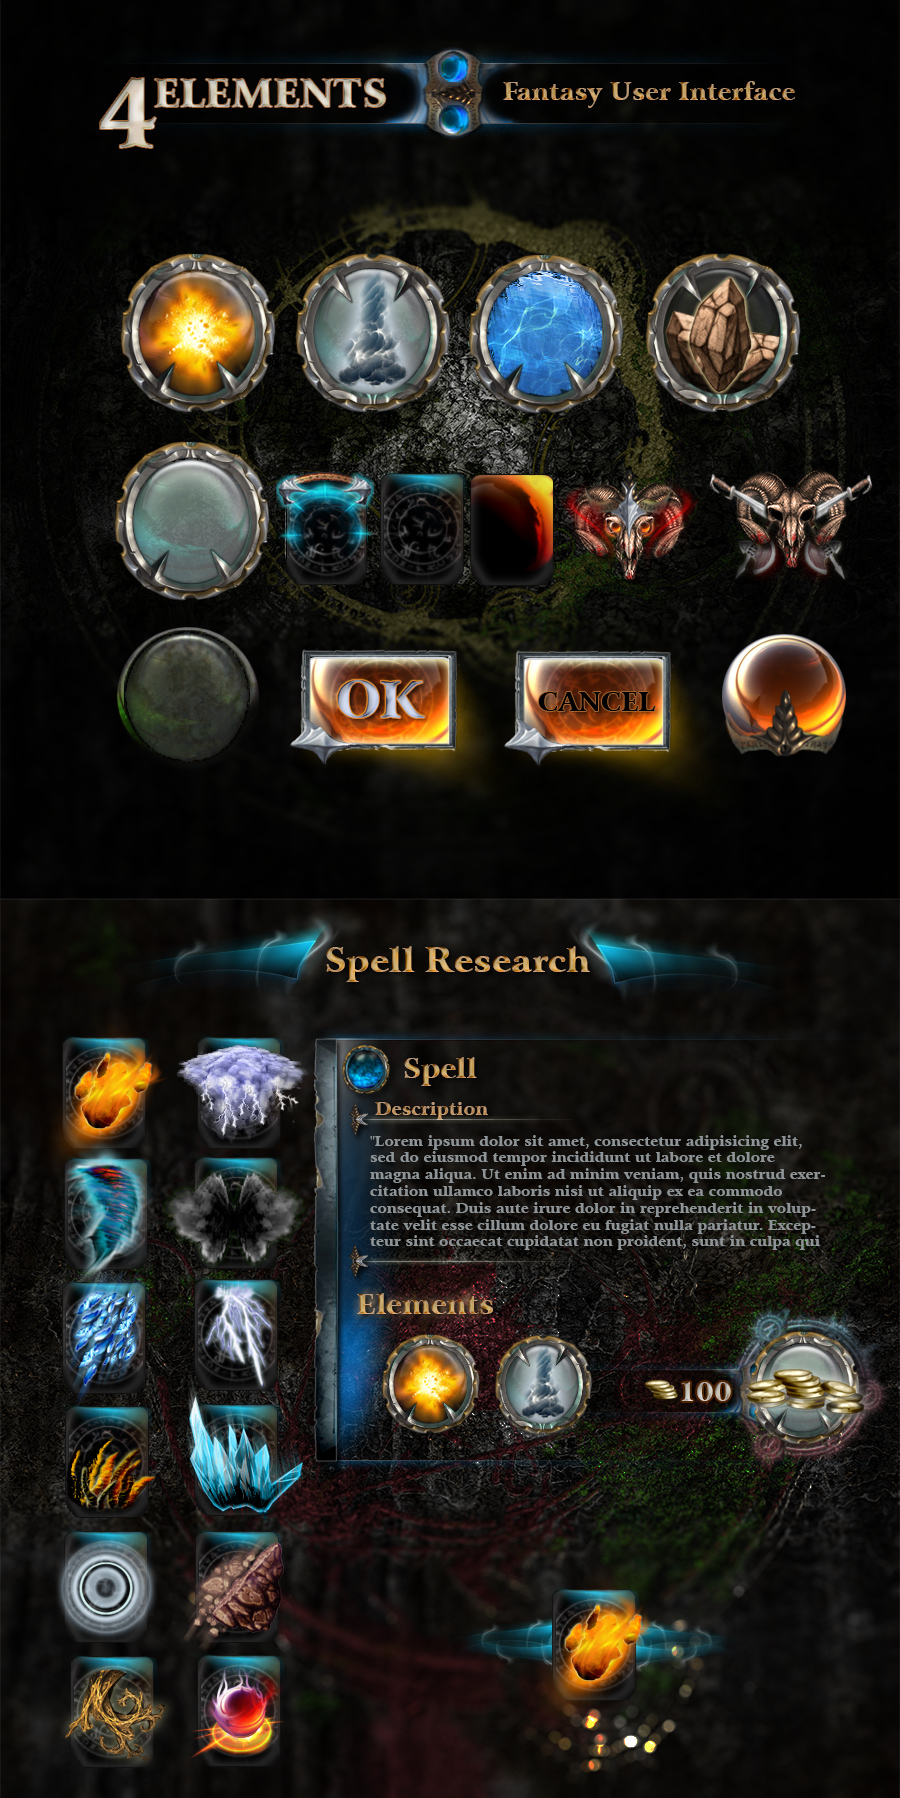 4 ELEMENTS
Fantasy User Interface
OK
CANCEL
Spell Research
Spell
Description
"Lorem ipsum dolor sit amet, consectetur adipisicing elit,
sed do eiusmod tempor incididunt ut labore et dolore
magna aliqua. Ut enim ad minim veniam, quis nostrud exer-
citation ullamco laboris nisi ut aliquip ex ea commodo
consequat. Duis aute irure dolor in reprehenderit in volup-
tate velit esse cillum dolore eu fugiat nulla pariatur. Excep-
teur sint occaecat cupidatat non proident, sunt in culpa qui
Elements
100